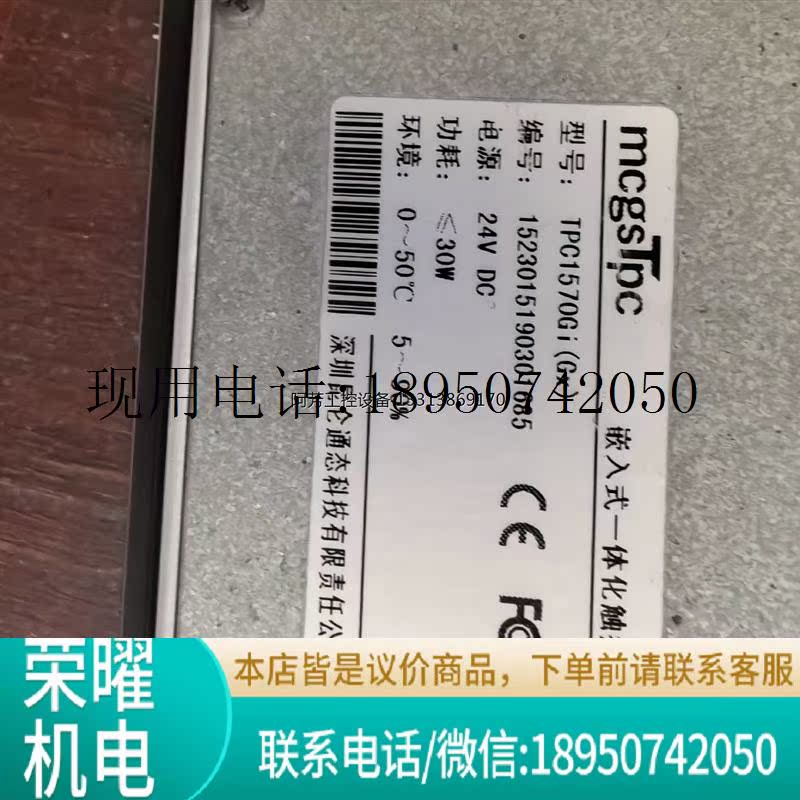 mcgsTpc
嵌入式一体化触
型号: TPC1570Gi
编号:
电源: 24V DC
功耗: ≤30W
环境: 0~50℃
深圳昆仑通态科技有限责任公
CE
现用电话:18950742050
荣曜
机电
本店皆是议价商品,下单前请联系客服
联系电话/微信:18950742050